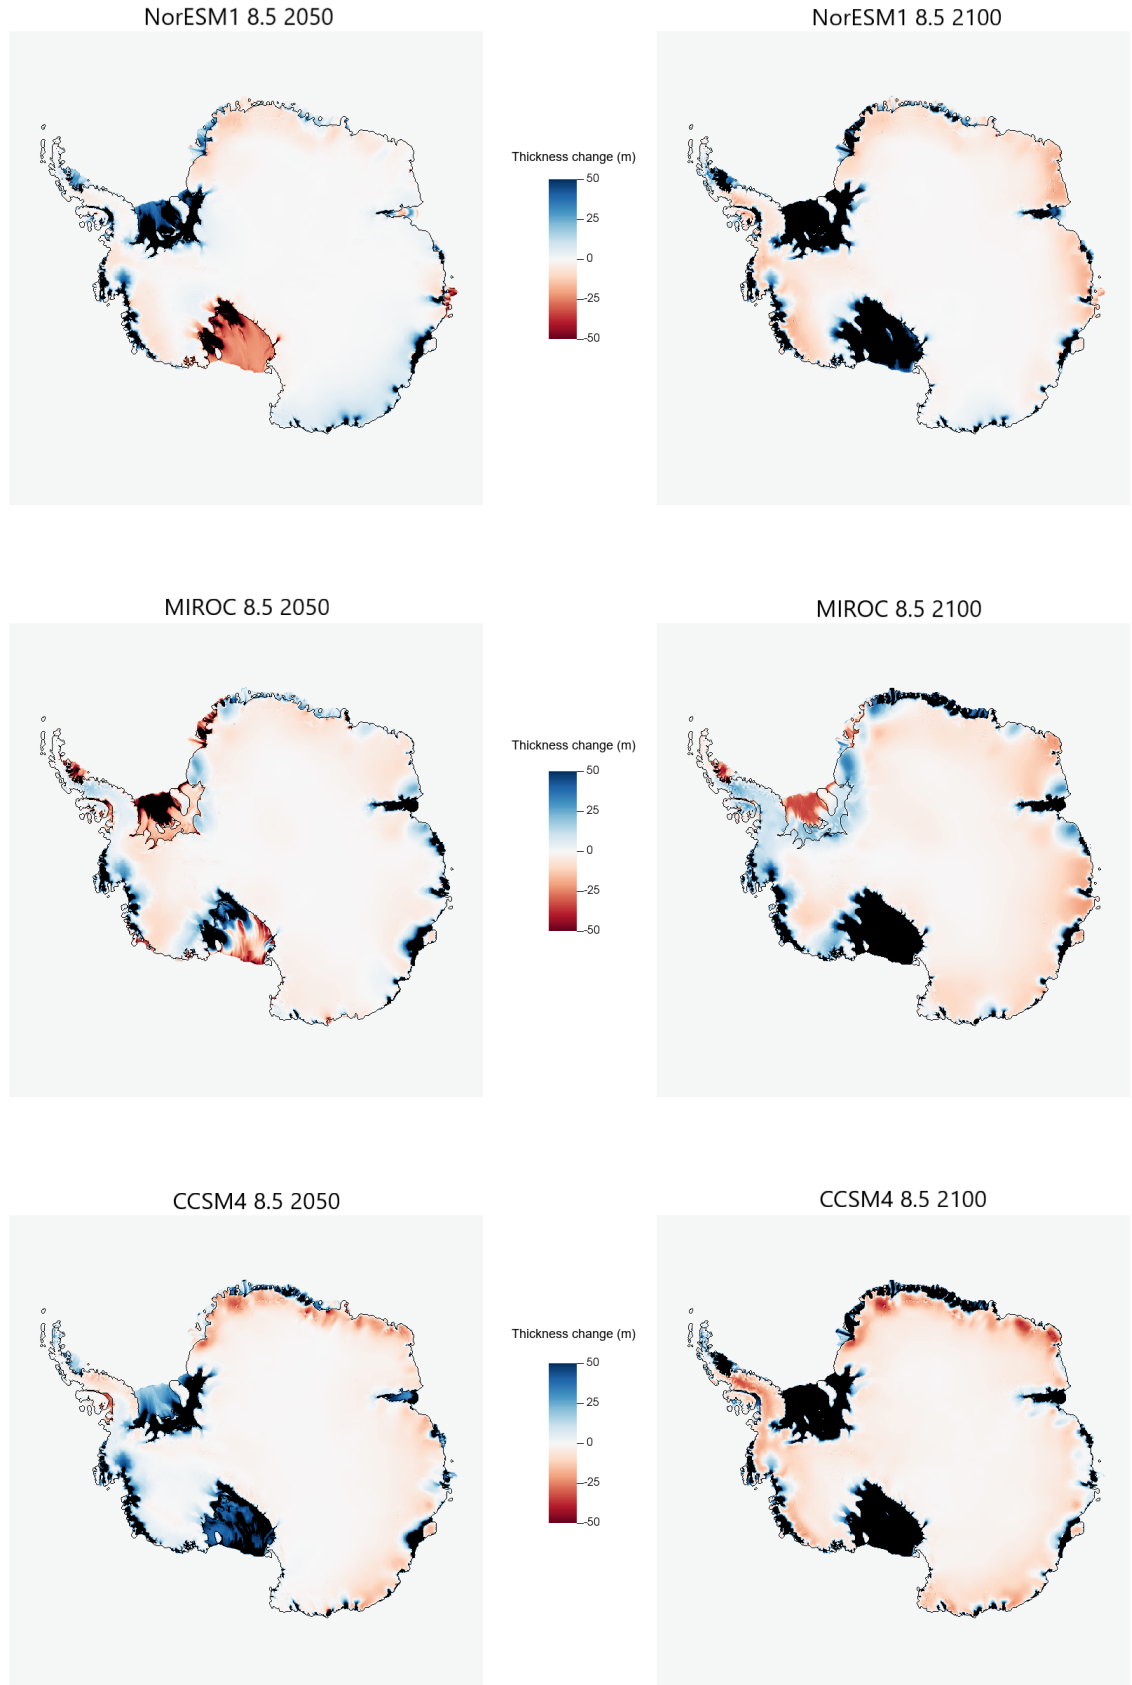 NorESM1 8.5 2050
NorESM1 8.5 2100
Thickness change (m)
50
25
0
-25
-50
MIROC 8.5 2050
MIROC 8.5 2100
Thickness change (m)
50
25
0
-25
-50
CCSM4 8.5 2050
CCSM4 8.5 2100
Thickness change (m)
50
25
0
-25
-50